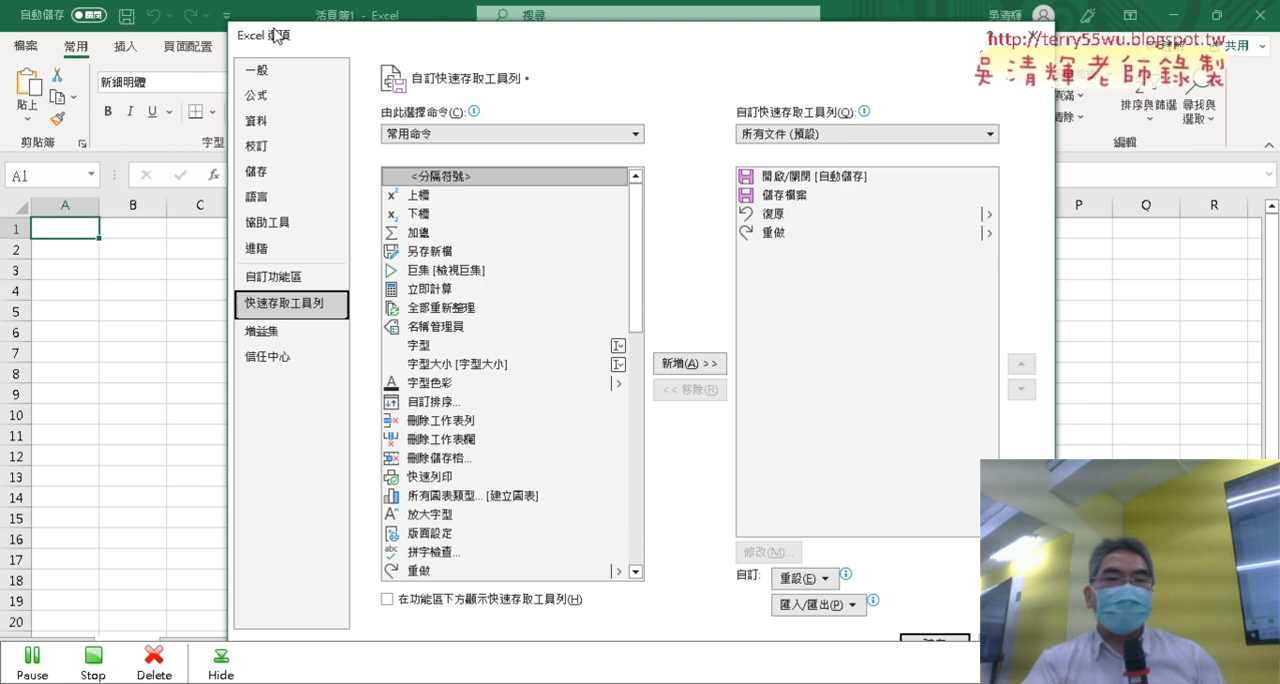 自動儲存
活頁簿1 - Excel
搜尋
吳清輝
檔案
常用
插入
頁面配置
共用
http://terry55wu.blogspot.tw
吳清輝老師錄製
貼上
剪貼簿
新細明體
B I U
字型
排序與篩選
尋找與
選取
編輯
A1
fx
A B C P Q R
1
2
3
4
5
6
7
8
9
10
11
12
13
14
15
16
17
18
19
20
Excel 選項
一般
公式
資料
校訂
儲存
語言
協助工具
進階
自訂功能區
快速存取工具列
增益集
信任中心
自訂快速存取工具列。
由此選擇命令(C):
常用命令
<分隔符號>
上標
下標
加總
另存新檔
巨集 [檢視巨集]
立即計算
全部重新整理
名稱管理員
字型
字型大小 [字型大小]
字型色彩
自訂排序...
刪除工作表列
刪除工作表欄
刪除儲存格...
快速列印
所有圖表類型... [建立圖表]
放大字型
版面設定
拼字檢查...
重做
在功能區下方顯示快速存取工具列(H)
新增(A) >>
<< 移除(R)
自訂快速存取工具列(Q):
所有文件 (預設)
開啟/關閉 [自動儲存]
儲存檔案
復原
重做
修改(M)...
自訂:
重設(E)
匯入/匯出(P)
Pause
Stop
Delete
Hide